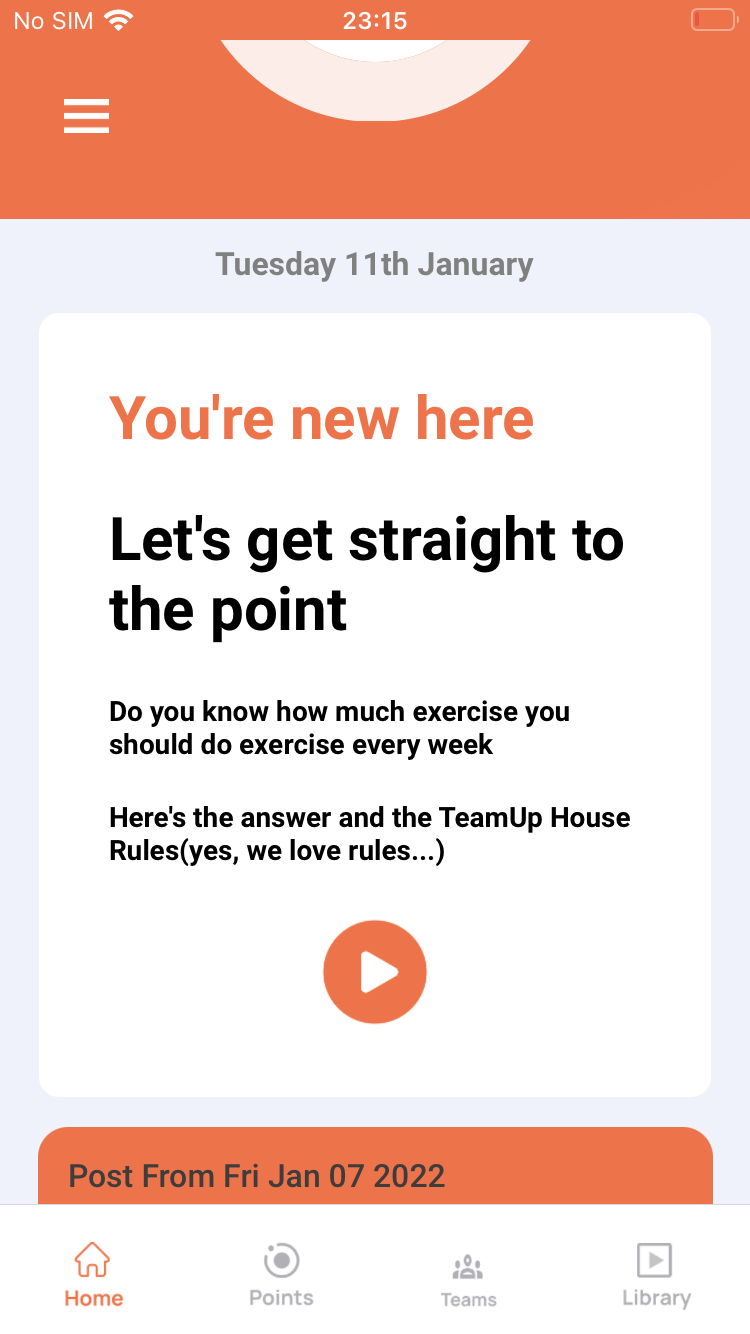 No SIM 23:15
Tuesday 11th January
You're new here
Let's get straight to
the point
Do you know how much exercise you
should do exercise every week
Here's the answer and the TeamUp House
Rules(yes, we love rules...)
Post From Fri Jan 07 2022
Home Points Teams Library